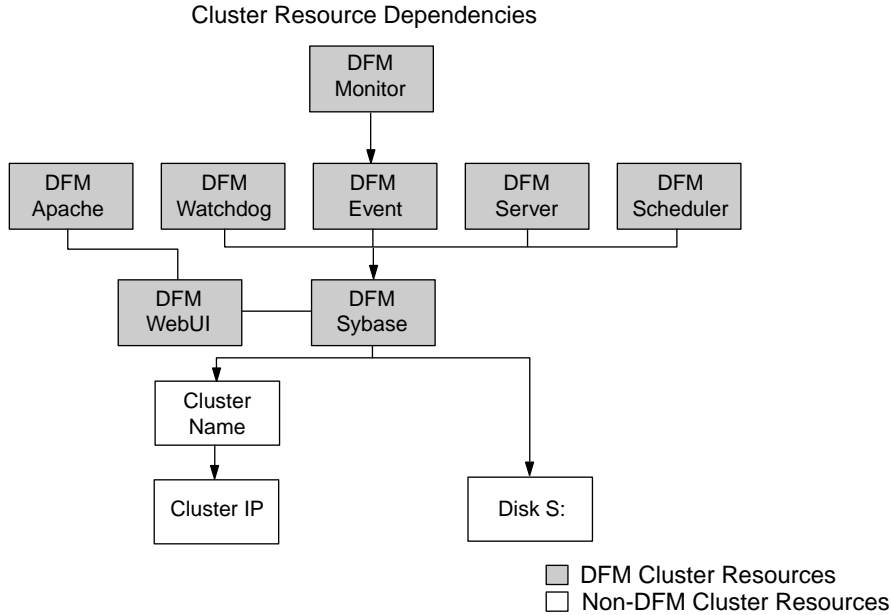 Cluster Resource Dependencies
DFM
Monitor
DFM
Apache
DFM
Watchdog
DFM
Event
DFM
Server
DFM
Scheduler
DFM
WebUI
DFM
Sybase
Cluster
Name
Cluster IP
Disk S:
DFM Cluster Resources
Non-DFM Cluster Resources